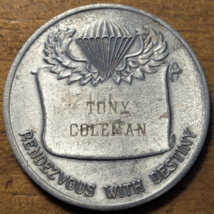 TONY
COLEMAN
RENDEZVOUS WITH DESTINY